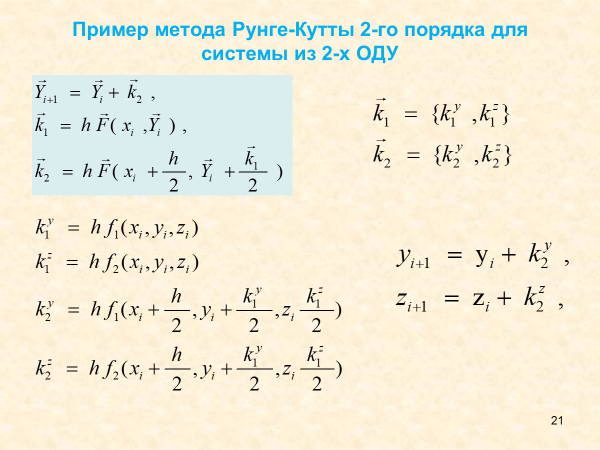 Пример метода Рунге-Кутты 2-го порядка для
системы из 2-х ОДУ
$\vec{Y}_{i+1} = \vec{Y}_i + \vec{k}_2$ ,
$\vec{k}_1 = h \vec{F}( x_i , \vec{Y}_i )$ ,
$\vec{k}_2 = h \vec{F}( x_i + \frac{h}{2} , \vec{Y}_i + \frac{\vec{k}_1}{2} )$
$\vec{k}_1 = \{k_1^y , k_1^z\}$
$\vec{k}_2 = \{k_2^y , k_2^z\}$
$k_1^y = h f_1(x_i , y_i , z_i)$
$k_1^z = h f_2(x_i , y_i , z_i)$
$k_2^y = h f_1(x_i + \frac{h}{2} , y_i + \frac{k_1^y}{2} , z_i \frac{k_1^z}{2})$
$k_2^z = h f_2(x_i + \frac{h}{2} , y_i + \frac{k_1^y}{2} , z_i \frac{k_1^z}{2})$
$y_{i+1} = \mathrm{y}_i + k_2^y$ ,
$z_{i+1} = \mathrm{z}_i + k_2^z$ ,
21